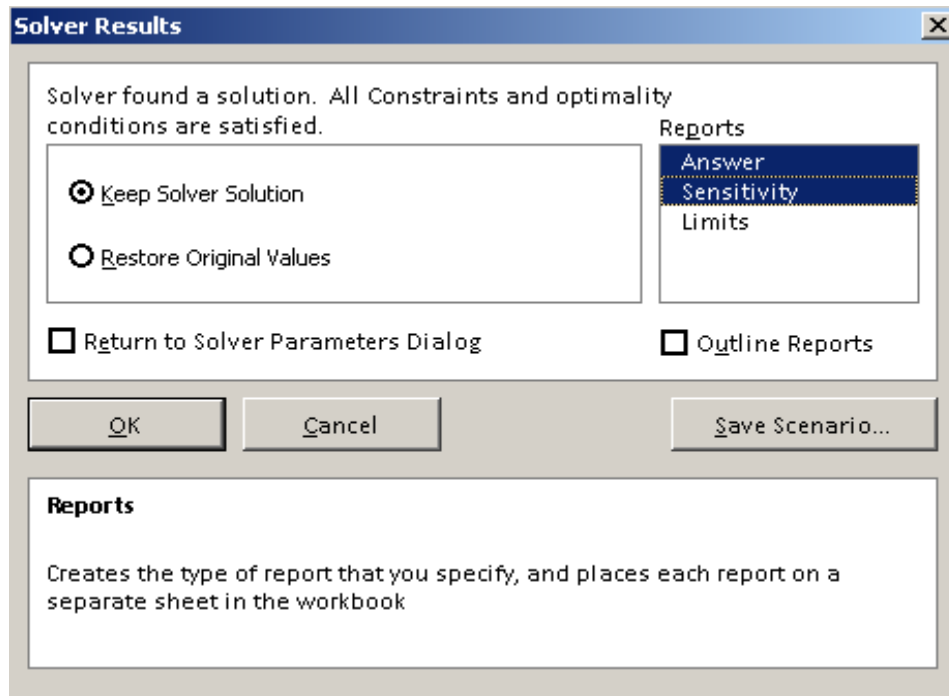 Solver Results
Solver found a solution. All Constraints and optimality
conditions are satisfied.
Reports
Answer
Sensitivity
Limits
Keep Solver Solution
Restore Original Values
Return to Solver Parameters Dialog
Outline Reports
OK
Cancel
Save Scenario...
Reports
Creates the type of report that you specify, and places each report on a
separate sheet in the workbook